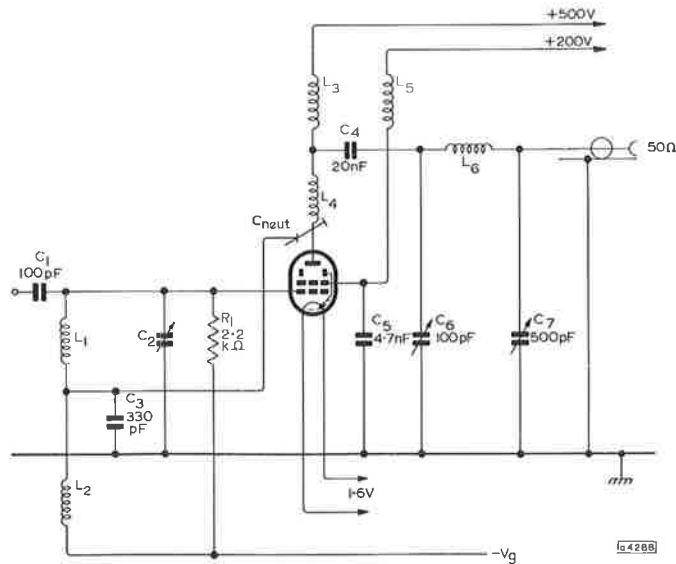 +500V
+200V
L3
L5
C4
20nF
L6
50Ω
L4
Cneut
C1
100pF
L1
C2
R1
2·2
kΩ
C5
4·7nF
C6
100pF
C7
500pF
C3
330
pF
L2
1·6V
-Vg
a4288